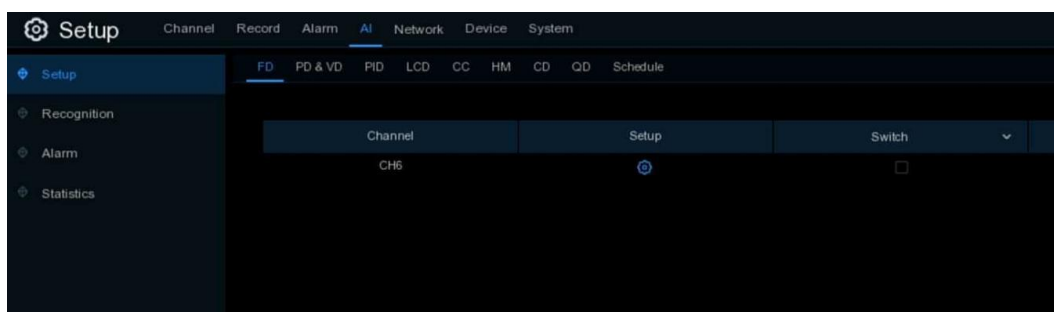 Setup Channel Record Alarm AI Network Device System
Setup FD PD & VD PID LCD CC HM CD QD Schedule
Recognition
Channel Setup Switch
Alarm
CH6
Statistics